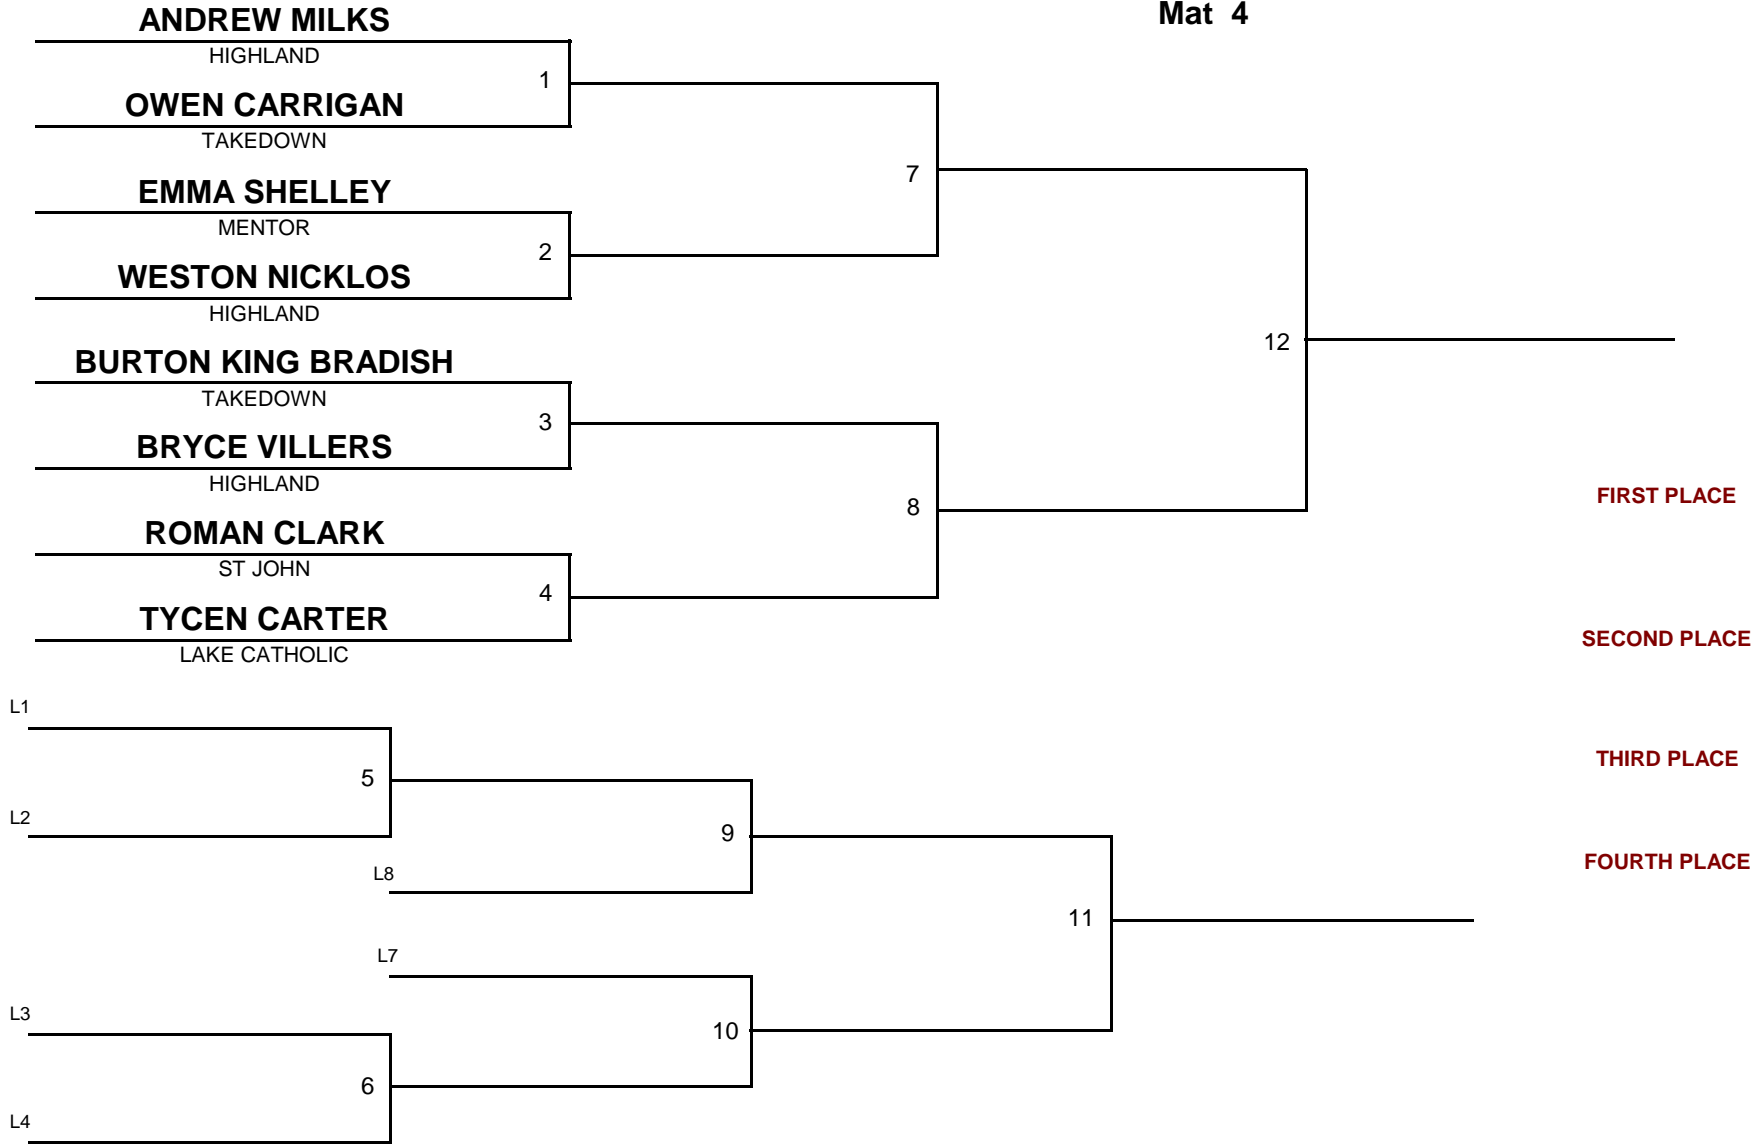 Mat 4
ANDREW MILKS
HIGHLAND
1
OWEN CARRIGAN
TAKEDOWN
7
EMMA SHELLEY
MENTOR
2
WESTON NICKLOS
HIGHLAND
12
BURTON KING BRADISH
TAKEDOWN
3
BRYCE VILLERS
HIGHLAND
8
FIRST PLACE
ROMAN CLARK
ST JOHN
4
TYCEN CARTER
LAKE CATHOLIC
SECOND PLACE
L1
THIRD PLACE
5
L2
9
L8
FOURTH PLACE
11
L7
L3
10
6
L4